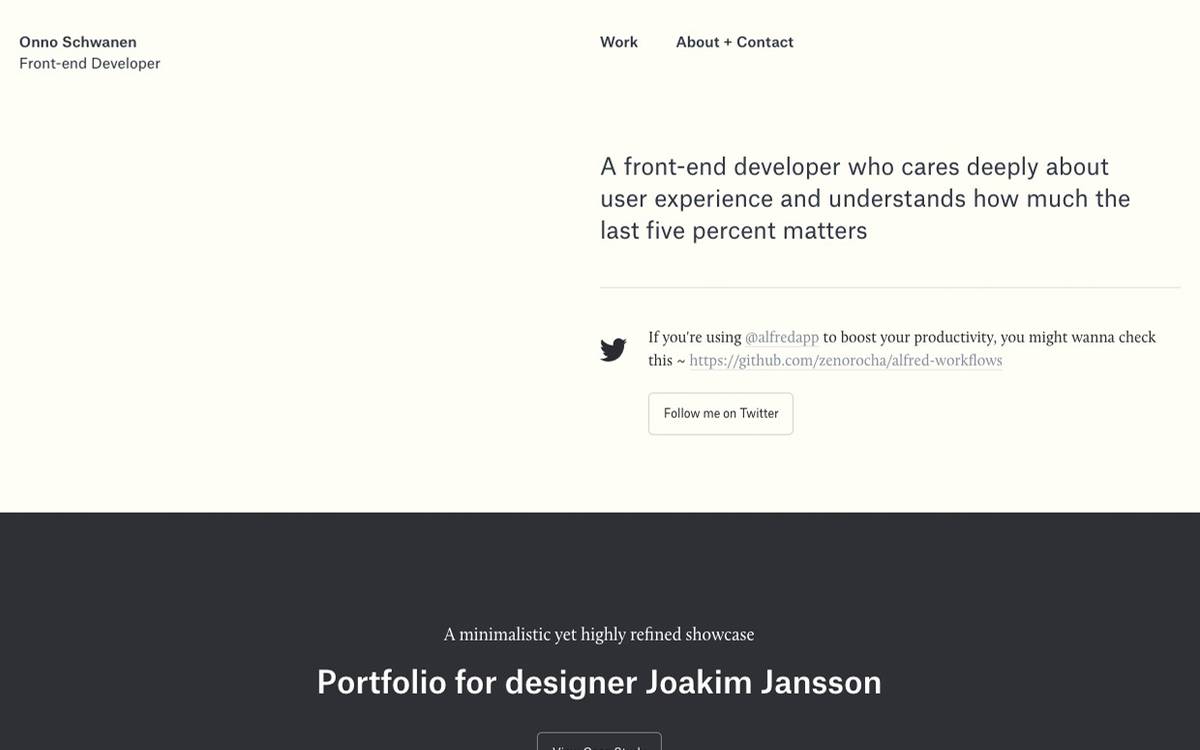 Onno Schwanen
Front-end Developer
Work
About + Contact
A front-end developer who cares deeply about
user experience and understands how much the
last five percent matters
If you're using @alfredapp to boost your productivity, you might wanna check
this ~ https://github.com/zenorocha/alfred-workflows
Follow me on Twitter
A minimalistic yet highly refined showcase
Portfolio for designer Joakim Jansson